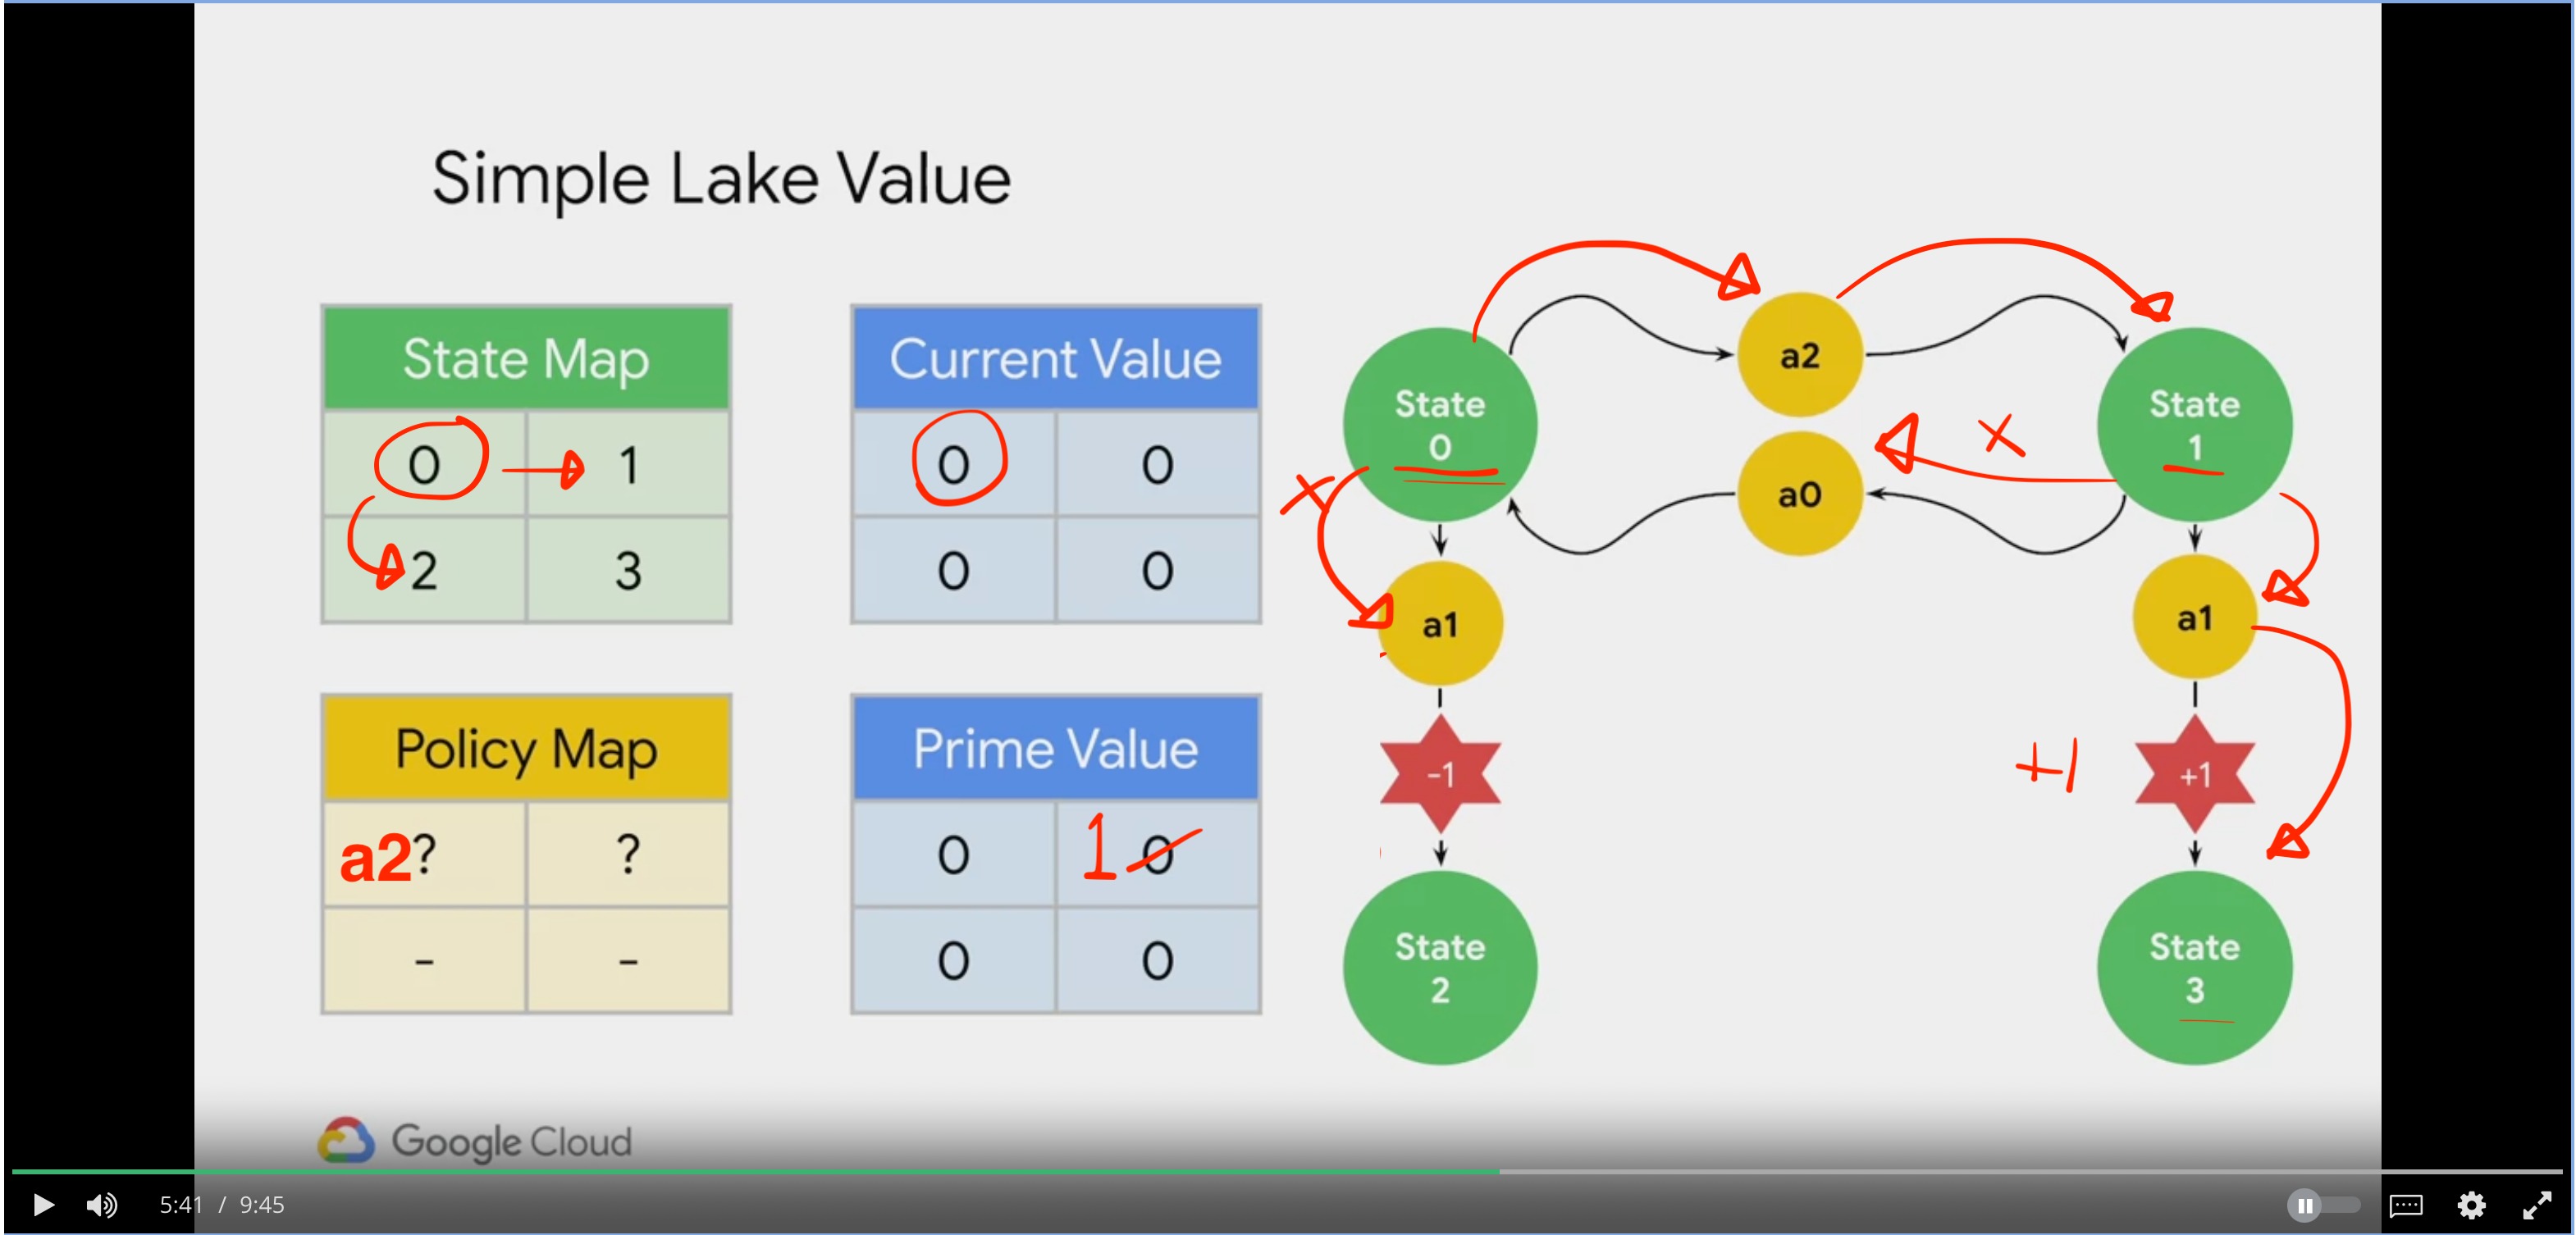 Simple Lake Value
State Map
0 1
2 3
Current Value
0 0
0 0
Policy Map
a2? ?
- -
Prime Value
0 1 0
0 0
State
0
a2
State
1
x
a0
x
a1
a1
-1
+1
+1
State
2
State
3
Google Cloud
5:41 / 9:45